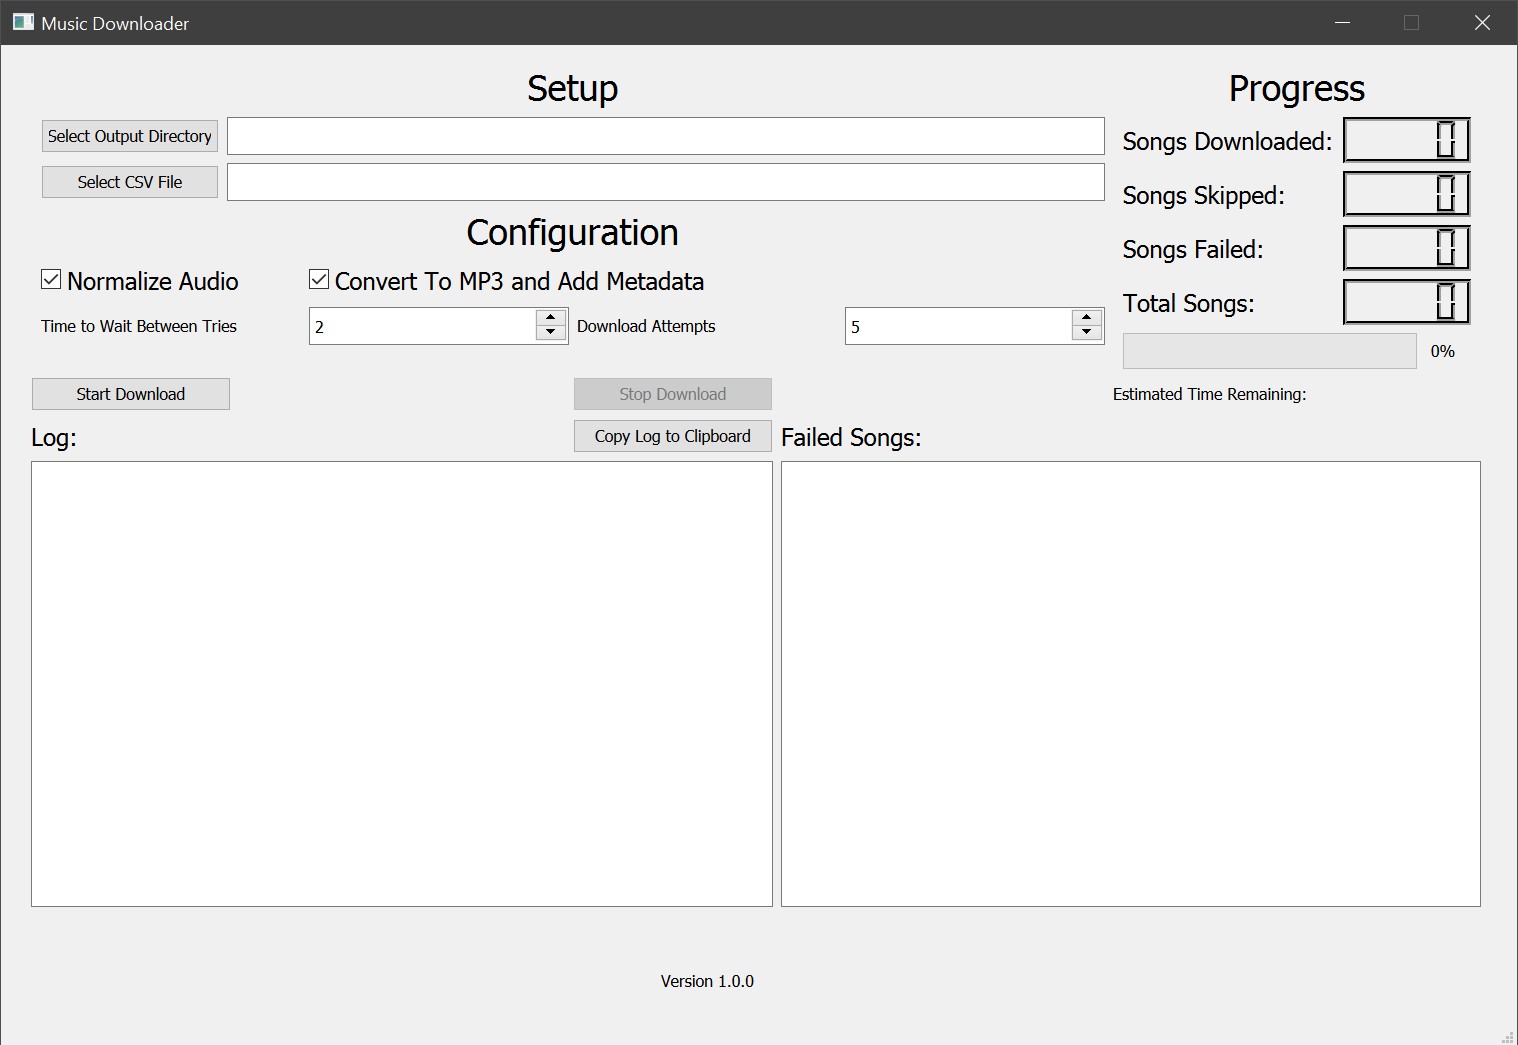 Music Downloader
Setup
Select Output Directory
Select CSV File
Configuration
Normalize Audio
Convert To MP3 and Add Metadata
Time to Wait Between Tries
2
Download Attempts
5
Progress
Songs Downloaded: 0
Songs Skipped: 0
Songs Failed: 0
Total Songs: 0
0%
Start Download
Stop Download
Estimated Time Remaining:
Log:
Copy Log to Clipboard
Failed Songs:
Version 1.0.0